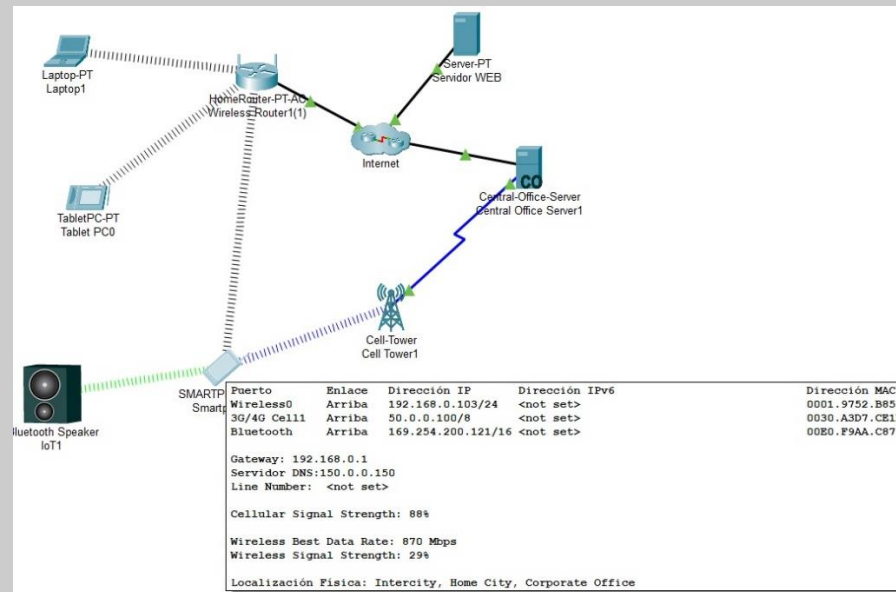 Laptop-PT
Laptop1
HomeRouter-PT-AC
Wireless Router1(1)
Server-PT
Servidor WEB
Internet
CO
Central-Office-Server
Central Office Server1
TabletPC-PT
Tablet PC0
Cell-Tower
Cell Tower1
SMARTP
Smartp
luetooth Speaker
IoT1
Puerto Enlace Dirección IP Dirección IPv6 Dirección MAC
Wireless0 Arriba 192.168.0.103/24 <not set> 0001.9752.B85
3G/4G Cell1 Arriba 50.0.0.100/8 <not set> 0030.A3D7.CE1
Bluetooth Arriba 169.254.200.121/16 <not set> 00E0.F9AA.C87
Gateway: 192.168.0.1
Servidor DNS:150.0.0.150
Line Number: <not set>
Cellular Signal Strength: 88%
Wireless Best Data Rate: 870 Mbps
Wireless Signal Strength: 29%
Localización Fisica: Intercity, Home City, Corporate Office